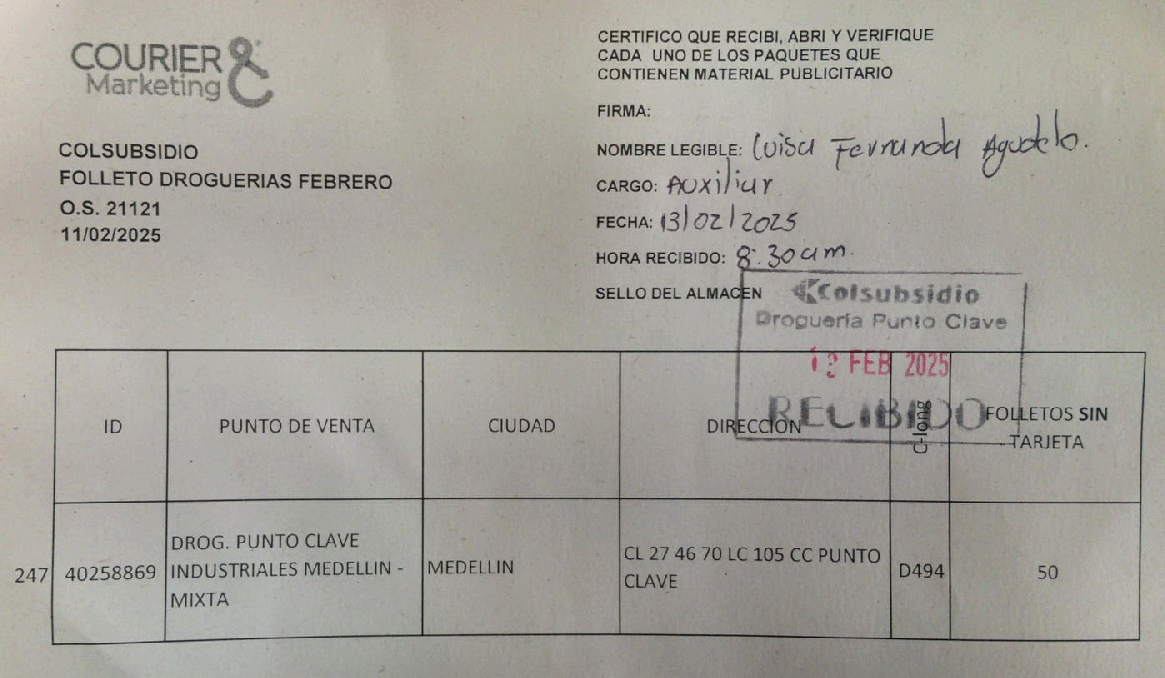 COURIER &
Marketing
COLSUBSIDIO
FOLLETO DROGUERIAS FEBRERO
O.S. 21121
11/02/2025
CERTIFICO QUE RECIBI, ABRI Y VERIFIQUE
CADA UNO DE LOS PAQUETES QUE
CONTIENEN MATERIAL PUBLICITARIO
FIRMA:
NOMBRE LEGIBLE: Luisa Fernanda Agudelo.
CARGO: Auxiliar
FECHA: 13/02/2025
HORA RECIBIDO: 8:30am.
SELLO DEL ALMACEN
Colsubsidio
Droguería Punto Clave
12 FEB 2025
RECIBIDO
ID
PUNTO DE VENTA
CIUDAD
DIRECCION
C-long
FOLLETOS SIN
TARJETA
247
40258869
DROG. PUNTO CLAVE
INDUSTRIALES MEDELLIN -
MIXTA
MEDELLIN
CL 27 46 70 LC 105 CC PUNTO
CLAVE
D494
50